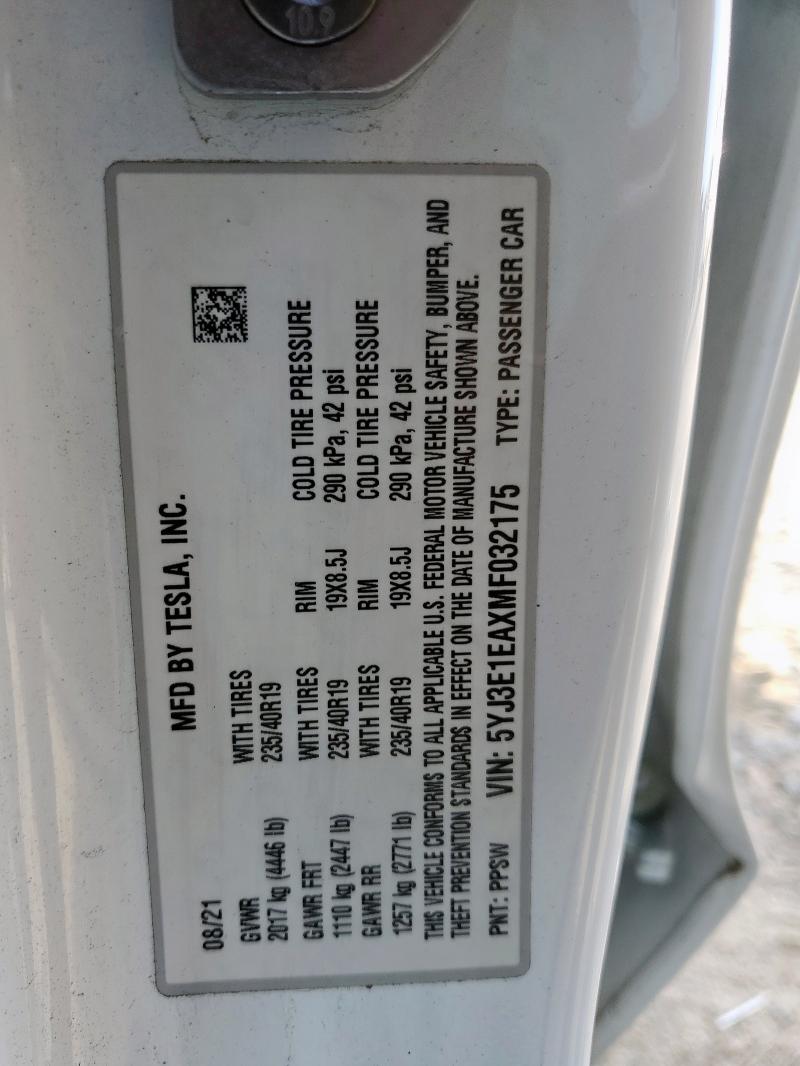 10.9
MFD BY TESLA, INC.
08/21
GVWR WITH TIRES
2017 kg (4446 lb) 235/40R19
GAWR FRT WITH TIRES RIM COLD TIRE PRESSURE
1110 kg (2447 lb) 235/40R19 19X8.5J 290 kPa, 42 psi
GAWR RR WITH TIRES RIM COLD TIRE PRESSURE
1257 kg (2771 lb) 235/40R19 19X8.5J 290 kPa, 42 psi
THIS VEHICLE CONFORMS TO ALL APPLICABLE U.S. FEDERAL MOTOR VEHICLE SAFETY, BUMPER, AND
THEFT PREVENTION STANDARDS IN EFFECT ON THE DATE OF MANUFACTURE SHOWN ABOVE.
PNT: PPSW VIN: 5YJ3E1EAXMF032175 TYPE: PASSENGER CAR